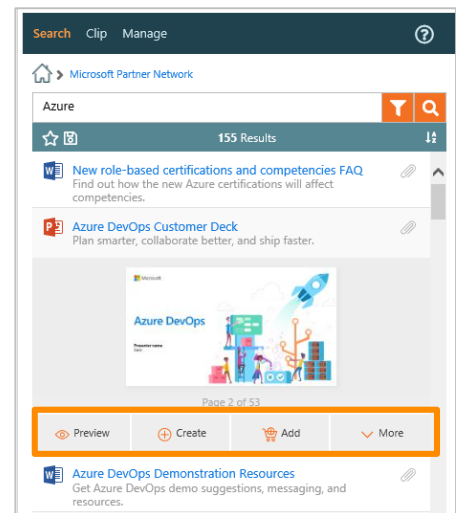 Search Clip Manage
Microsoft Partner Network
Azure
155 Results
New role-based certifications and competencies FAQ
Find out how the new Azure certifications will affect
competencies.
Azure DevOps Customer Deck
Plan smarter, collaborate better, and ship faster.
Microsoft
Azure DevOps
Presenter name
Page 2 of 53
Preview Create Add More
Azure DevOps Demonstration Resources
Get Azure DevOps demo suggestions, messaging, and
resources.